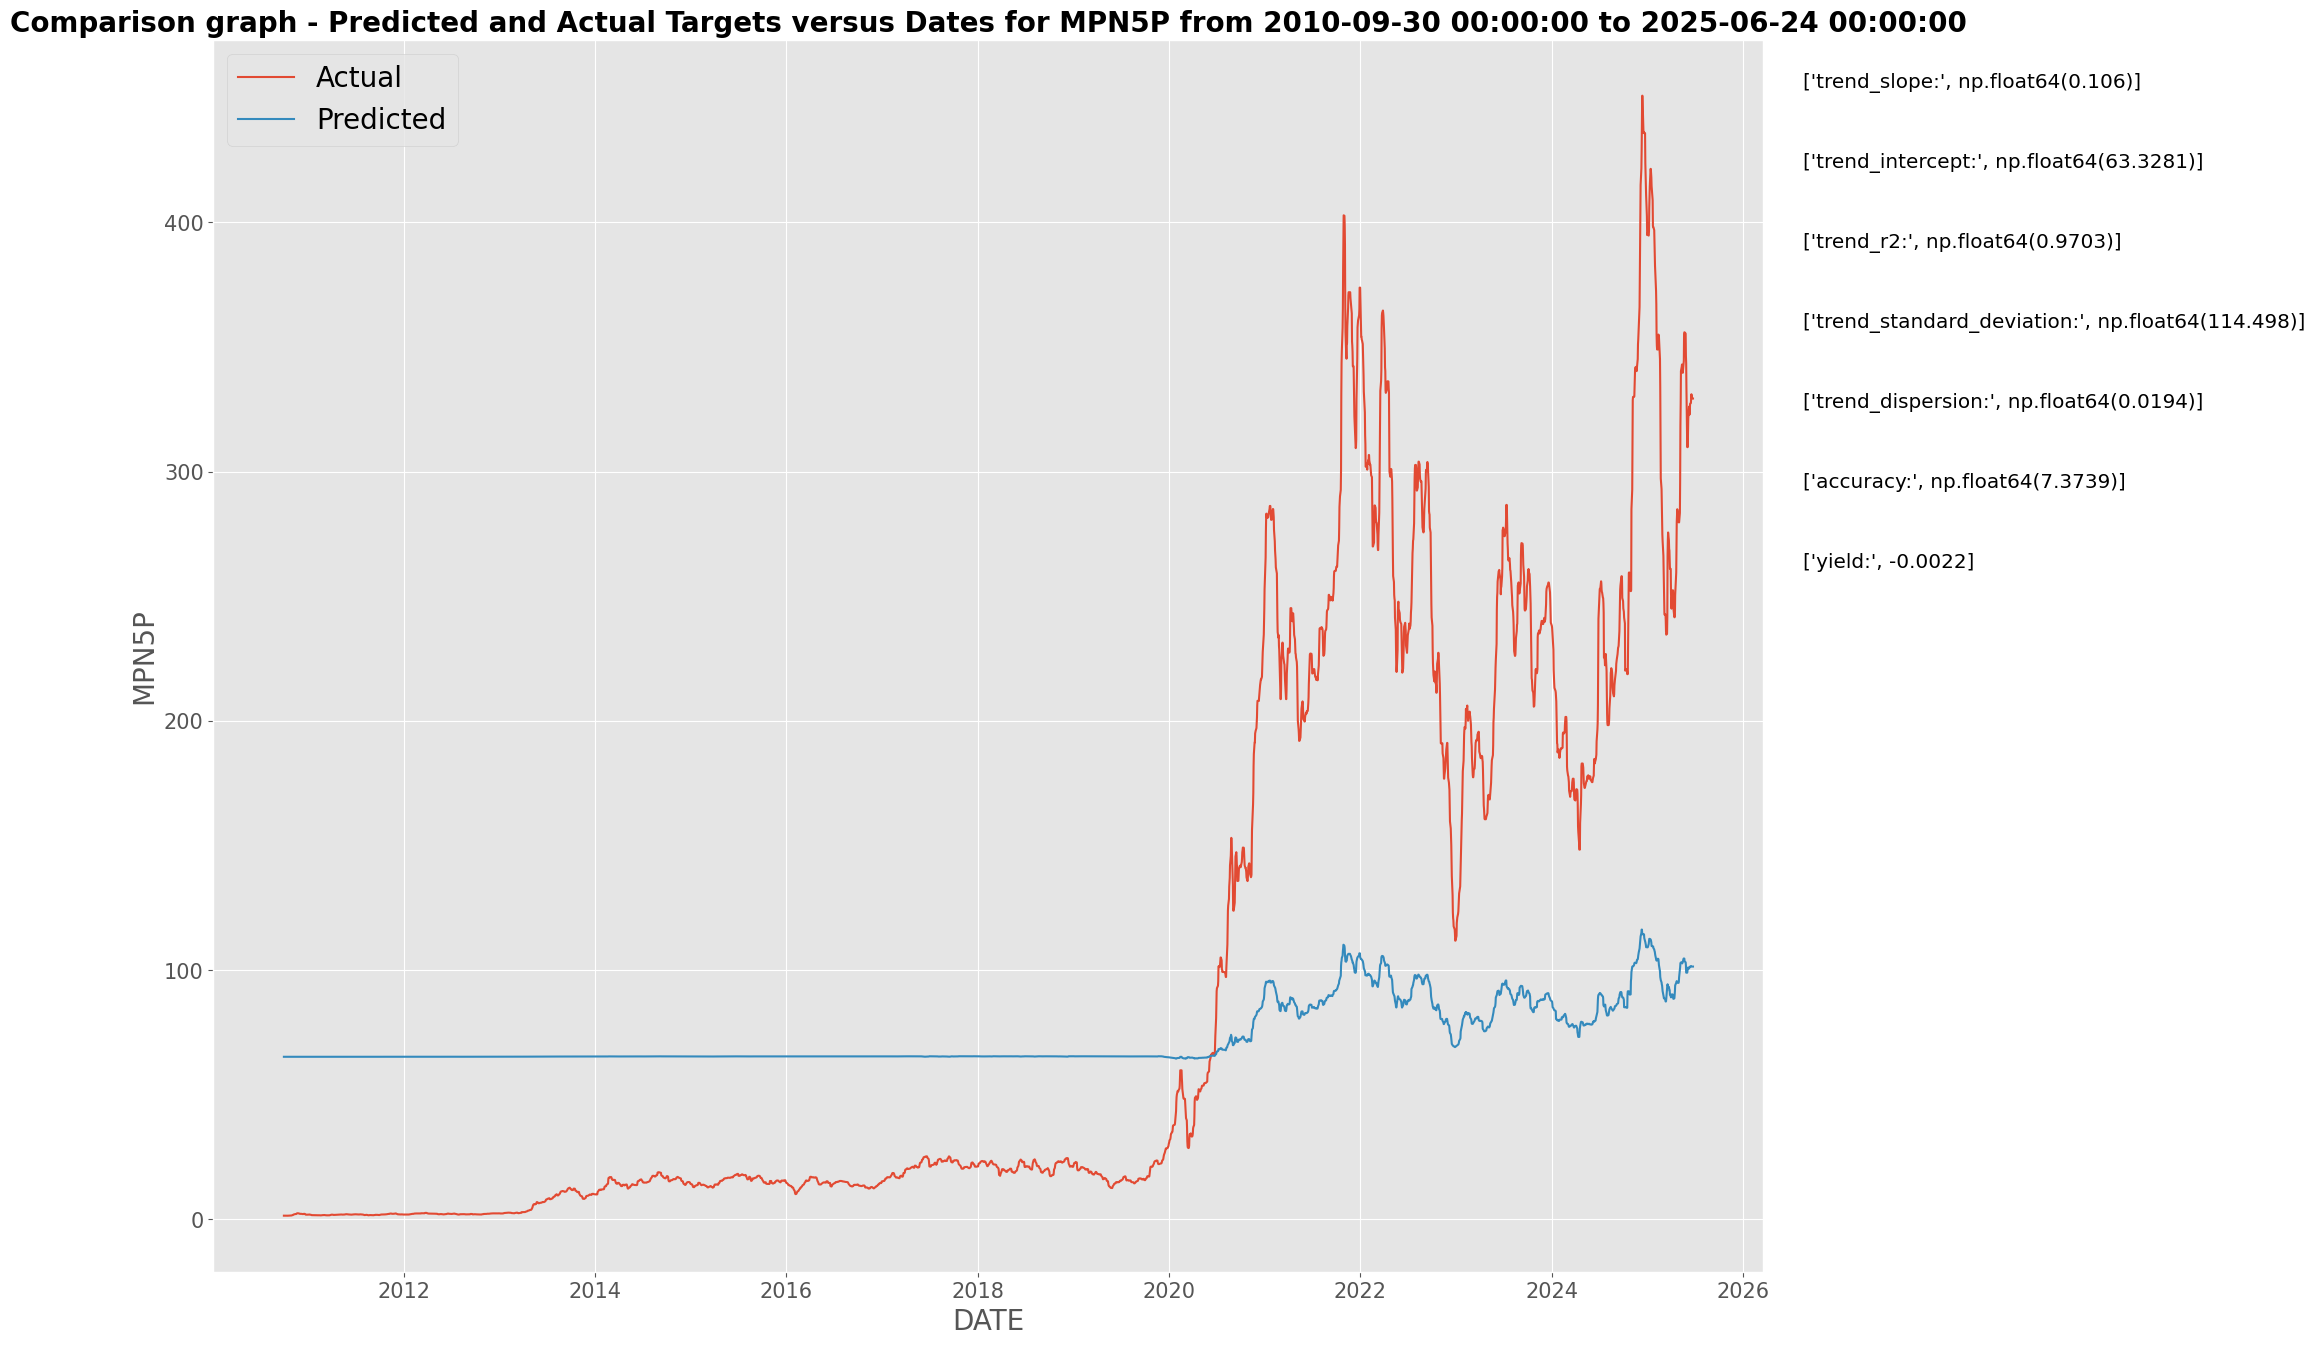 Comparison graph - Predicted and Actual Targets versus Dates for MPN5P from 2010-09-30 00:00:00 to 2025-06-24 00:00:00
Actual
Predicted
['trend_slope:', np.float64(0.106)]
['trend_intercept:', np.float64(63.3281)]
['trend_r2:', np.float64(0.9703)]
['trend_standard_deviation:', np.float64(114.498)]
['trend_dispersion:', np.float64(0.0194)]
['accuracy:', np.float64(7.3739)]
['yield:', -0.0022]
MPN5P
400
300
200
100
0
2012 2014 2016 2018 2020 2022 2024 2026
DATE